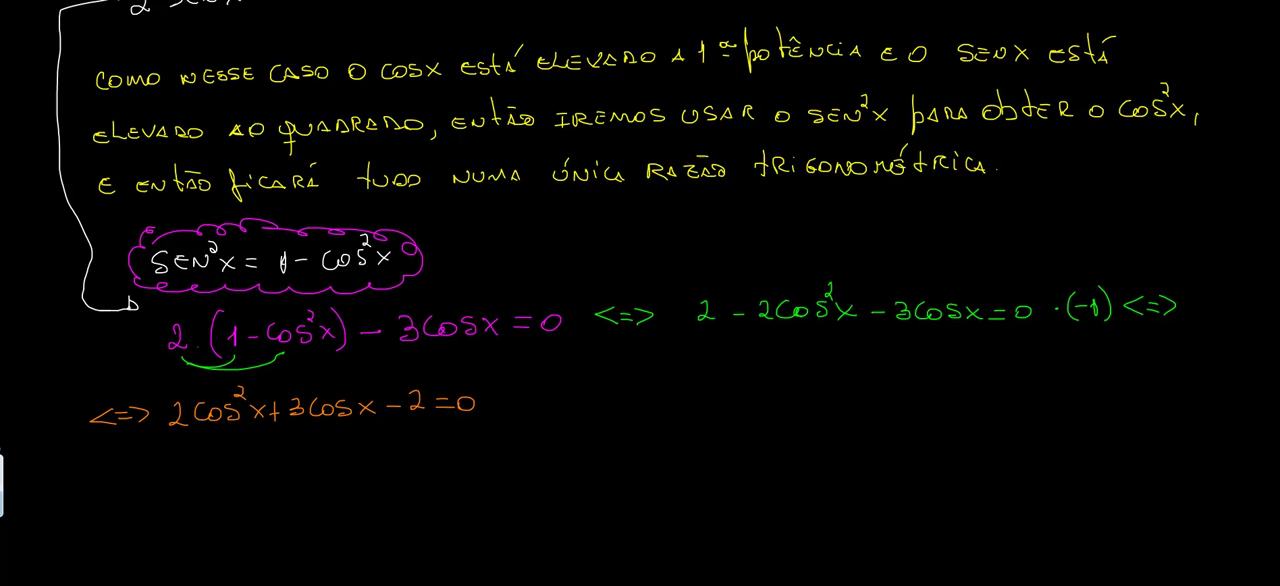 COMO NESSE CASO O COSX ESTÁ ELEVADO A 1ª POTÊNCIA E O SENX ESTÁ
ELEVADO AO QUADRADO, ENTÃO IREMOS USAR O SEN²X PARA OBTER O COS²X,
E ENTÃO FICARÁ TUDO NUMA ÚNICA RAZÃO TRIGONOMÉTRICA.
SEN²X = 1 - COS²X
2.(1 - COS²X) - 3COSX = 0 <=> 2 - 2COS²X - 3COSX = 0 .(-1) <=>
<=> 2COS²X + 3COSX - 2 = 0